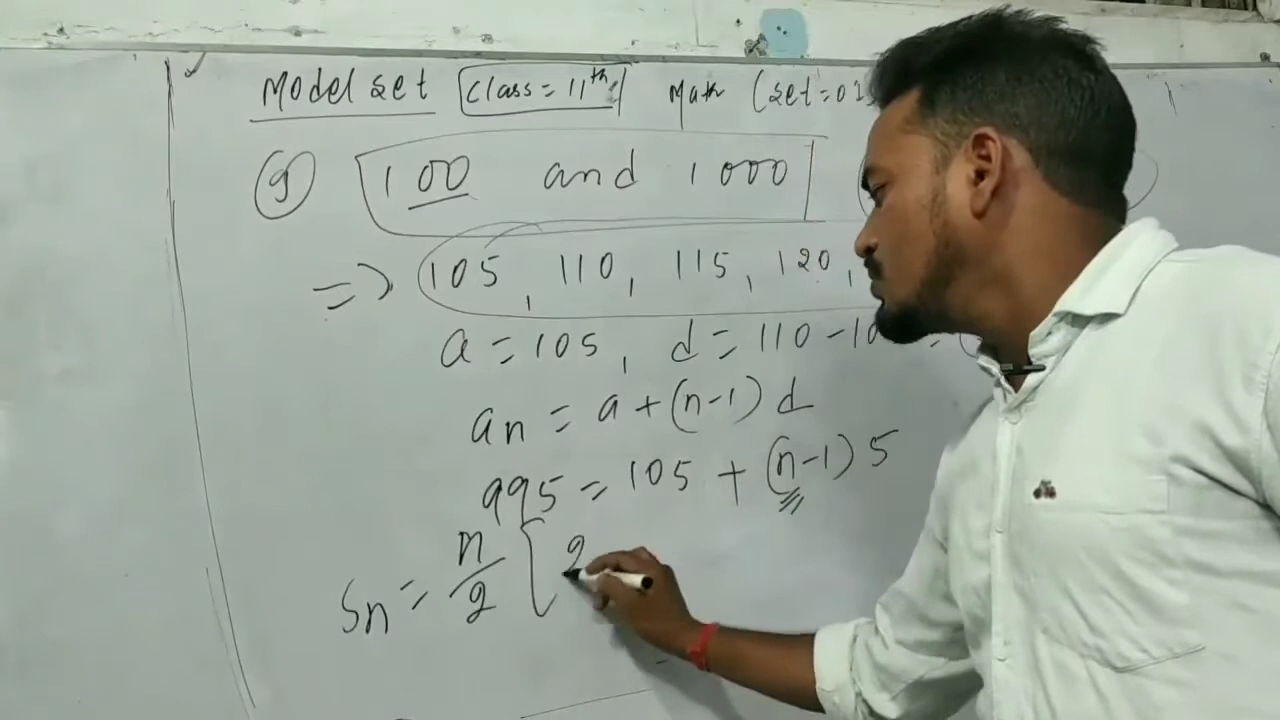 Model set Class = 11th Math (set = 0
9 100 and 1000
=> 105, 110, 115, 120,
a = 105, d = 110 - 10 =
an = a + (n-1) d
995 = 105 + (n-1) 5
Sn = n/2 [ 2